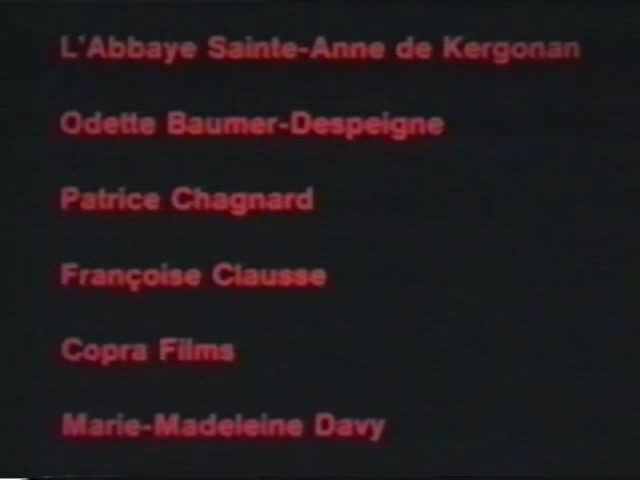 L'Abbaye Sainte-Anne de Kergonan
Odette Baumer-Despeigne
Patrice Chagnard
Françoise Clausse
Copra Films
Marie-Madeleine Davy